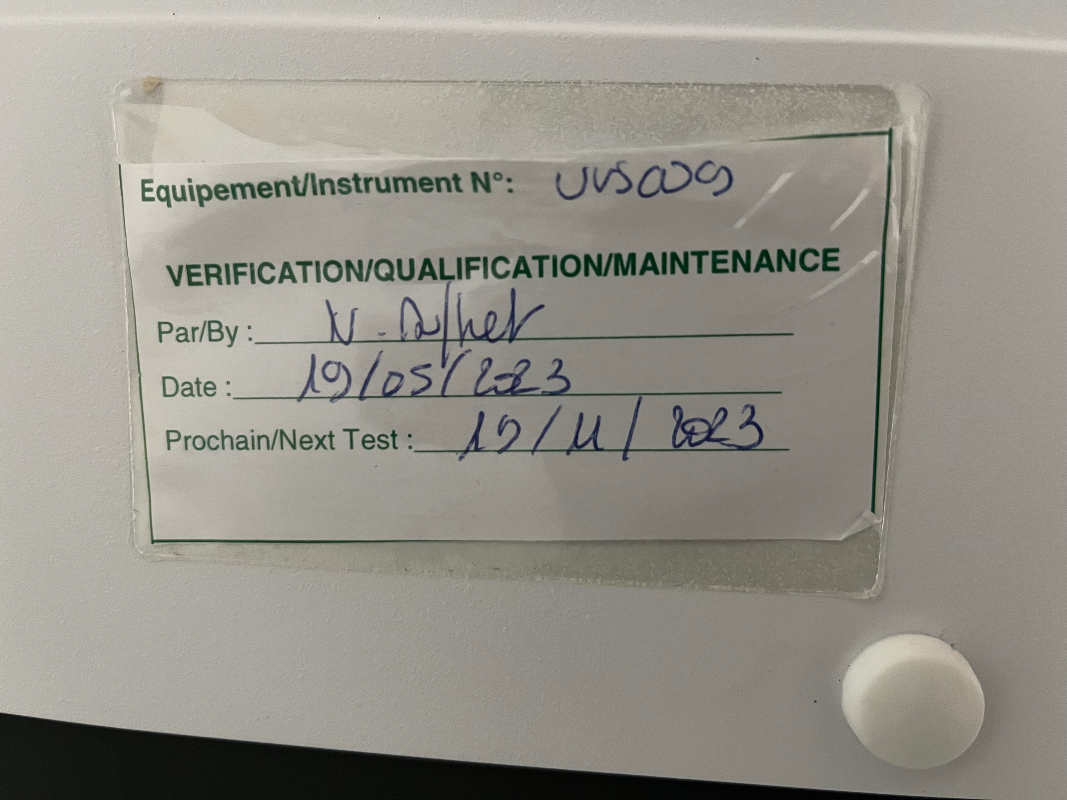 Equipement/Instrument N°: UVS009
VERIFICATION/QUALIFICATION/MAINTENANCE
Par/By : N.
Date : 19/05/2023
Prochain/Next Test : 19/11/2023